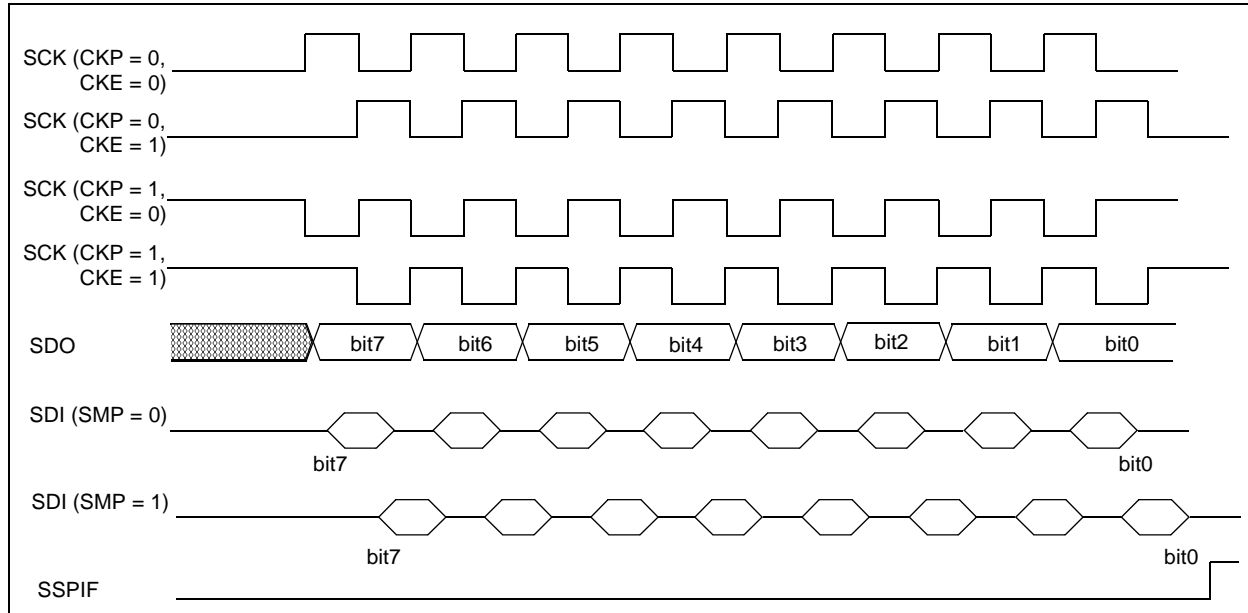 SCK (CKP = 0,
CKE = 0)
SCK (CKP = 0,
CKE = 1)
SCK (CKP = 1,
CKE = 0)
SCK (CKP = 1,
CKE = 1)
SDO bit7 bit6 bit5 bit4 bit3 bit2 bit1 bit0
SDI (SMP = 0)
bit7 bit0
SDI (SMP = 1)
bit7 bit0
SSPIF